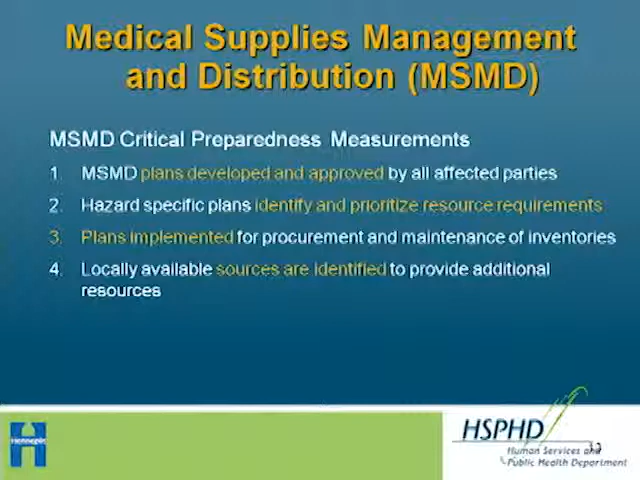 Medical Supplies Management
and Distribution (MSMD)
MSMD Critical Preparedness Measurements
1. MSMD plans developed and approved by all affected parties
2. Hazard specific plans identify and prioritize resource requirements
3. Plans implemented for procurement and maintenance of inventories
4. Locally available sources are identified to provide additional
resources
Hennepin
HSPHD
Human Services and
Public Health Department